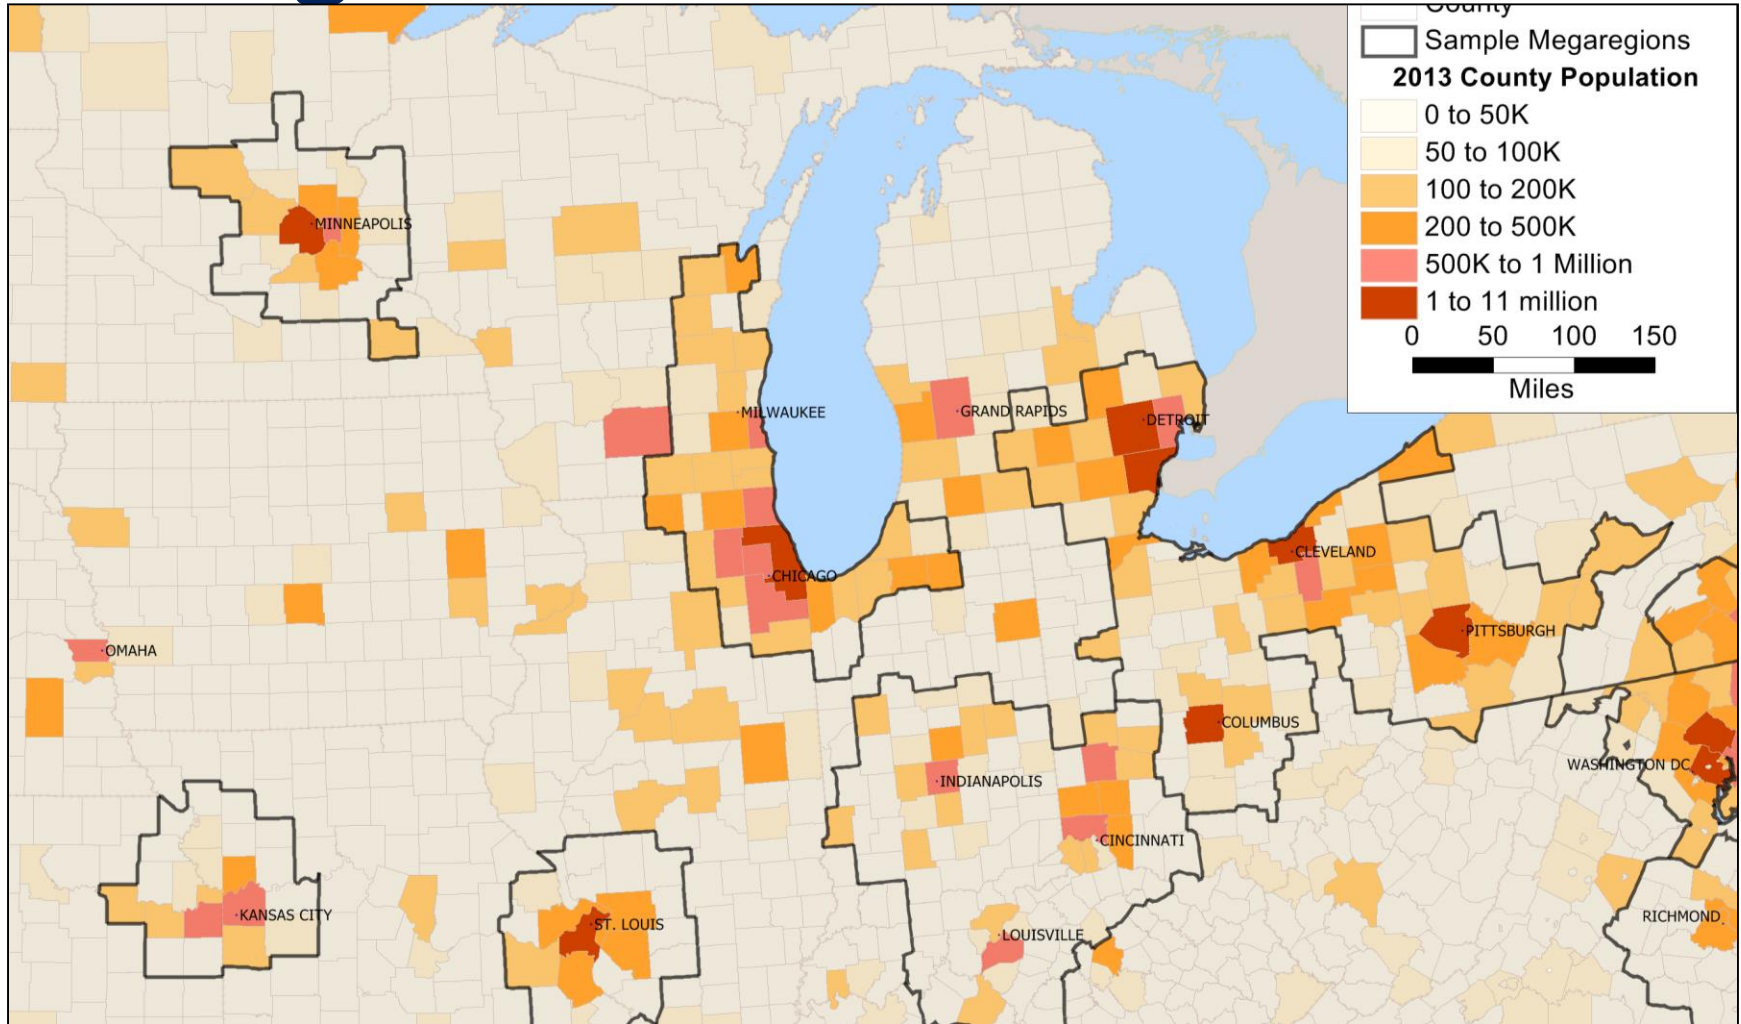 County
Sample Megaregions
2013 County Population
0 to 50K
50 to 100K
100 to 200K
200 to 500K
500K to 1 Million
1 to 11 million
0 50 100 150
Miles
·MINNEAPOLIS
·MILWAUKEE
·GRAND RAPIDS
·DETROIT
·CHICAGO
·CLEVELAND
·OMAHA
·PITTSBURGH
·COLUMBUS
WASHINGTON DC
·INDIANAPOLIS
·CINCINNATI
·KANSAS CITY
·ST. LOUIS
·LOUISVILLE
RICHMOND